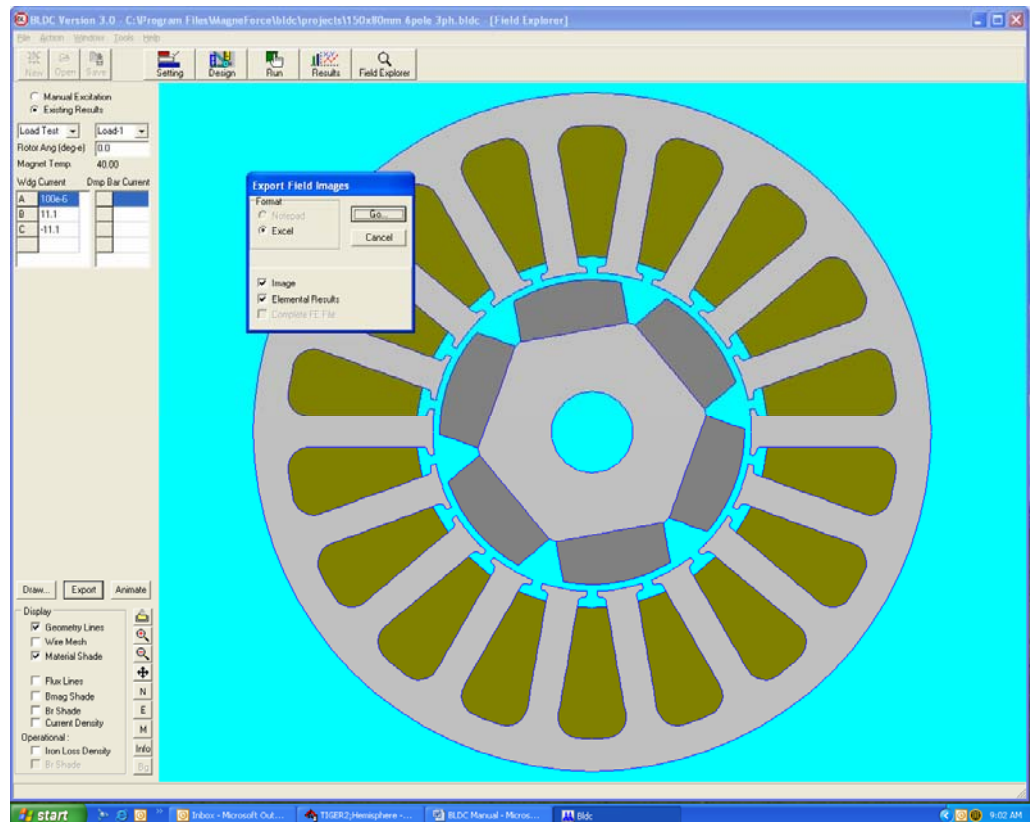 BLDC Version 3.0 - C:\Program Files\MagneForce\bldc\projects\150x80mm 6pole 3ph.bldc - [Field Explorer]
File Action Window Tools Help
New Open Save Setting Design Run Results Field Explorer
Manual Excitation
Existing Results
Load Test Load-1
Rotor Ang (deg-e) 0.0
Magnet Temp. 40.00
Wdg Current Dmp Bar Current
A 100e-6
B 11.1
C -11.1
Export Field Images
Format
Notepad
Excel
Go...
Cancel
Image
Elemental Results
Complete FE File
Draw... Export Animate
Display
Geometry Lines
Wire Mesh
Material Shade
Flux Lines
Bmag Shade
Br Shade
Current Density
Operational :
Iron Loss Density
Br Shade
N
E
M
Info
Bg
start
Inbox - Microsoft Out...
TIGER2;Hemisphere -...
BLDC Manual - Micros...
Bldc
9:02 AM